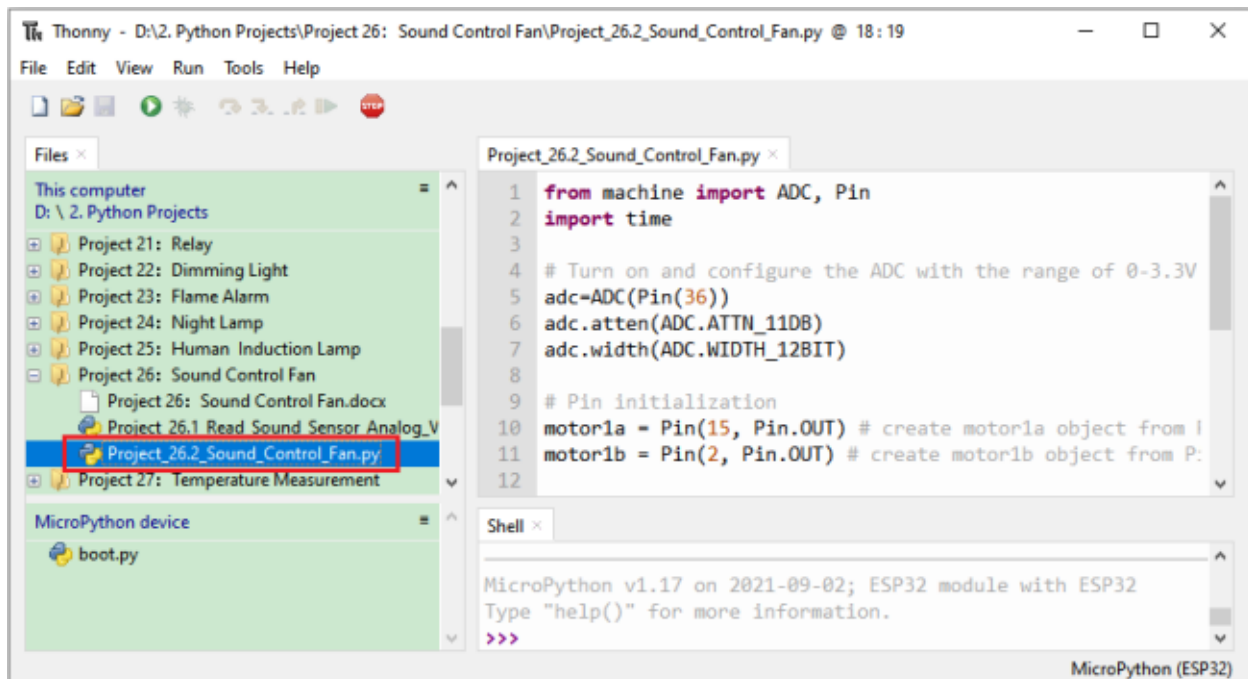 Thonny - D:\2. Python Projects\Project 26: Sound Control Fan\Project_26.2_Sound_Control_Fan.py @ 18:19
File Edit View Run Tools Help
STOP
Files
This computer
D: \ 2. Python Projects
Project 21: Relay
Project 22: Dimming Light
Project 23: Flame Alarm
Project 24: Night Lamp
Project 25: Human Induction Lamp
Project 26: Sound Control Fan
Project 26: Sound Control Fan.docx
Project 26.1 Read Sound Sensor Analog_V
Project_26.2_Sound_Control_Fan.py
Project 27: Temperature Measurement
MicroPython device
boot.py
Project_26.2_Sound_Control_Fan.py
1 from machine import ADC, Pin
2 import time
3
4 # Turn on and configure the ADC with the range of 0-3.3V
5 adc=ADC(Pin(36))
6 adc.atten(ADC.ATTN_11DB)
7 adc.width(ADC.WIDTH_12BIT)
8
9 # Pin initialization
10 motor1a = Pin(15, Pin.OUT) # create motor1a object from
11 motor1b = Pin(2, Pin.OUT) # create motor1b object from Pi
12
Shell
MicroPython v1.17 on 2021-09-02; ESP32 module with ESP32
Type "help()" for more information.
>>>
MicroPython (ESP32)